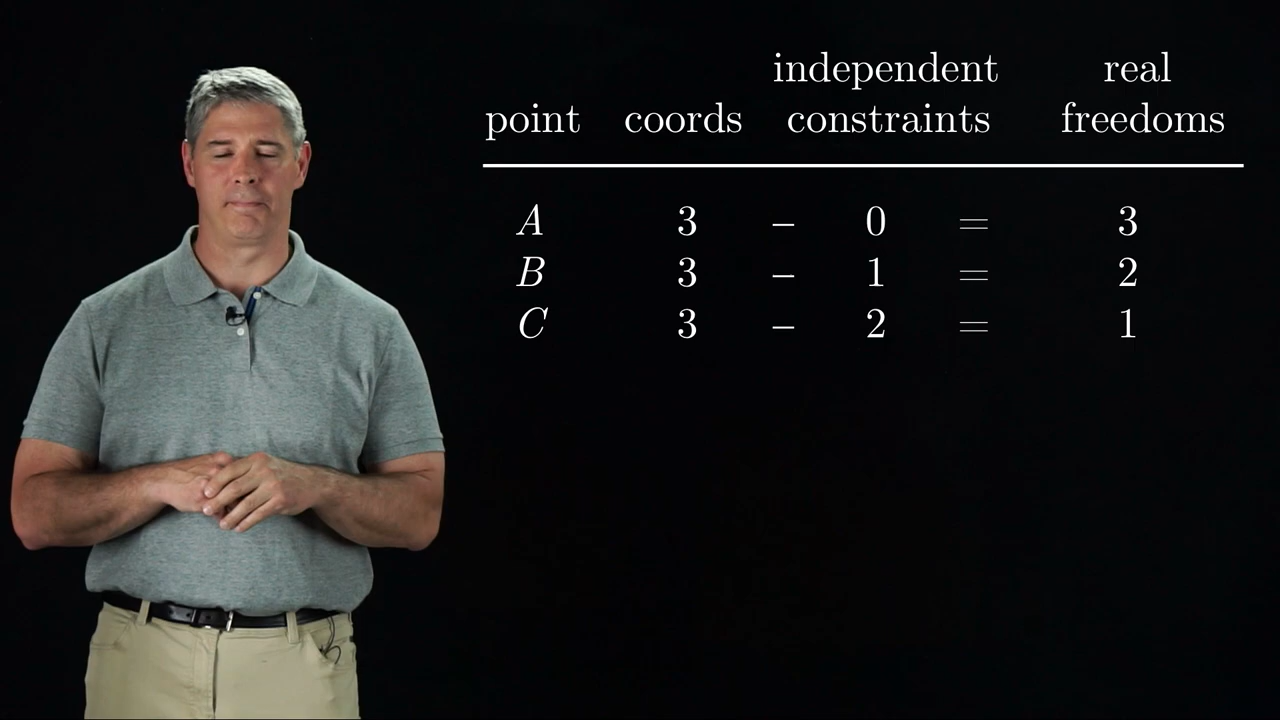 independent real
point coords constraints freedoms
A 3 – 0 = 3
B 3 – 1 = 2
C 3 – 2 = 1